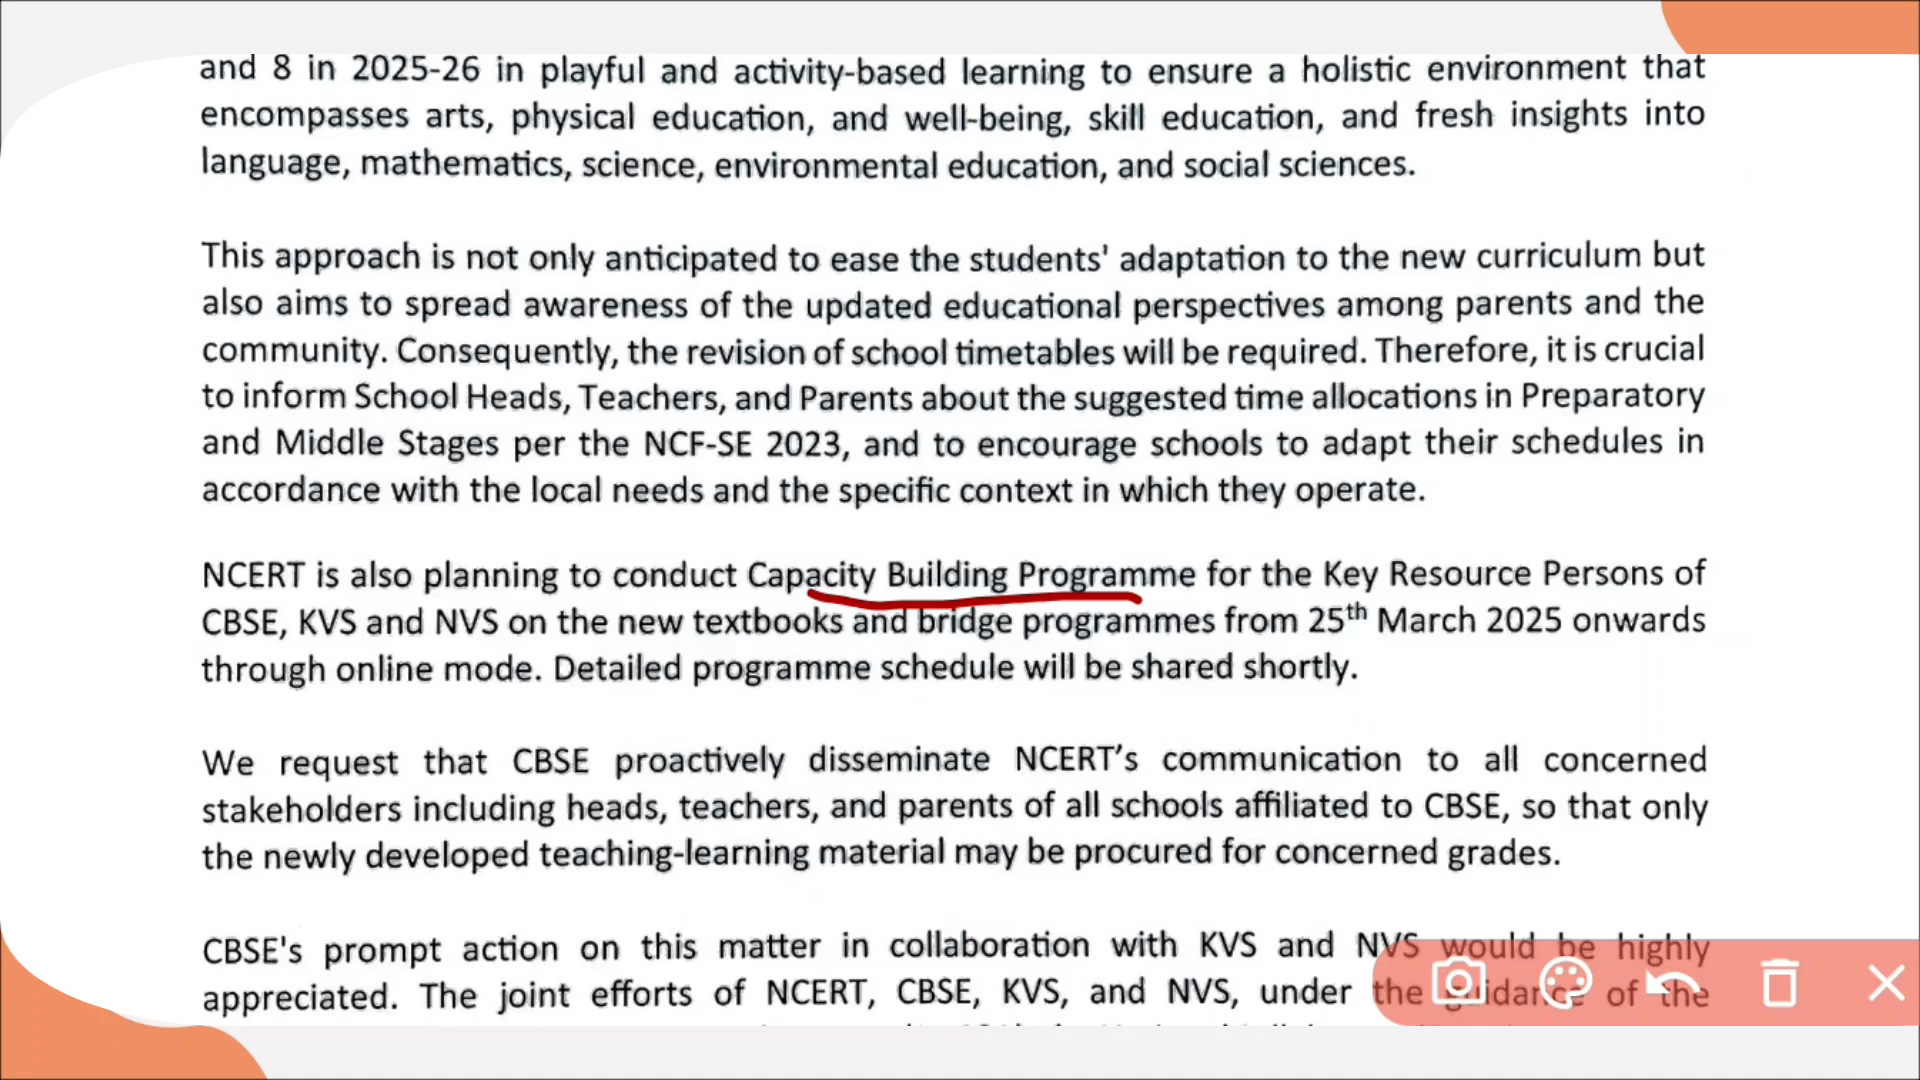 and 8 in 2025-26 in playful and activity-based learning to ensure a holistic environment that
encompasses arts, physical education, and well-being, skill education, and fresh insights into
language, mathematics, science, environmental education, and social sciences.
This approach is not only anticipated to ease the students' adaptation to the new curriculum but
also aims to spread awareness of the updated educational perspectives among parents and the
community. Consequently, the revision of school timetables will be required. Therefore, it is crucial
to inform School Heads, Teachers, and Parents about the suggested time allocations in Preparatory
and Middle Stages per the NCF-SE 2023, and to encourage schools to adapt their schedules in
accordance with the local needs and the specific context in which they operate.
NCERT is also planning to conduct Capacity Building Programme for the Key Resource Persons of
CBSE, KVS and NVS on the new textbooks and bridge programmes from 25th March 2025 onwards
through online mode. Detailed programme schedule will be shared shortly.
We request that CBSE proactively disseminate NCERT's communication to all concerned
stakeholders including heads, teachers, and parents of all schools affiliated to CBSE, so that only
the newly developed teaching-learning material may be procured for concerned grades.
CBSE's prompt action on this matter in collaboration with KVS and NVS would be highly
appreciated. The joint efforts of NCERT, CBSE, KVS, and NVS, under the guidance of the